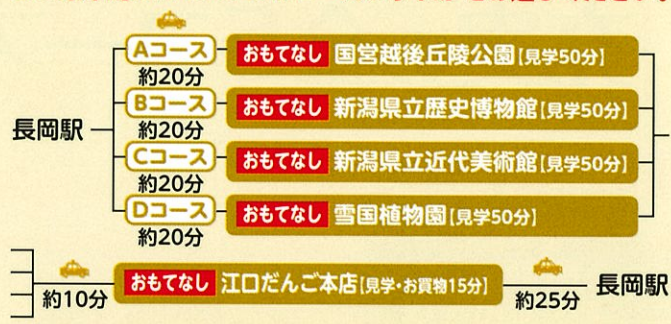 Aコース おもてなし 国営越後丘陵公園【見学50分】
約20分
Bコース おもてなし 新潟県立歴史博物館【見学50分】
約20分
長岡駅
Cコース おもてなし 新潟県立近代美術館【見学50分】
約20分
Dコース おもてなし 雪国植物園【見学50分】
約20分
約10分 おもてなし 江口だんご本店【見学・お買物15分】 約25分 長岡駅